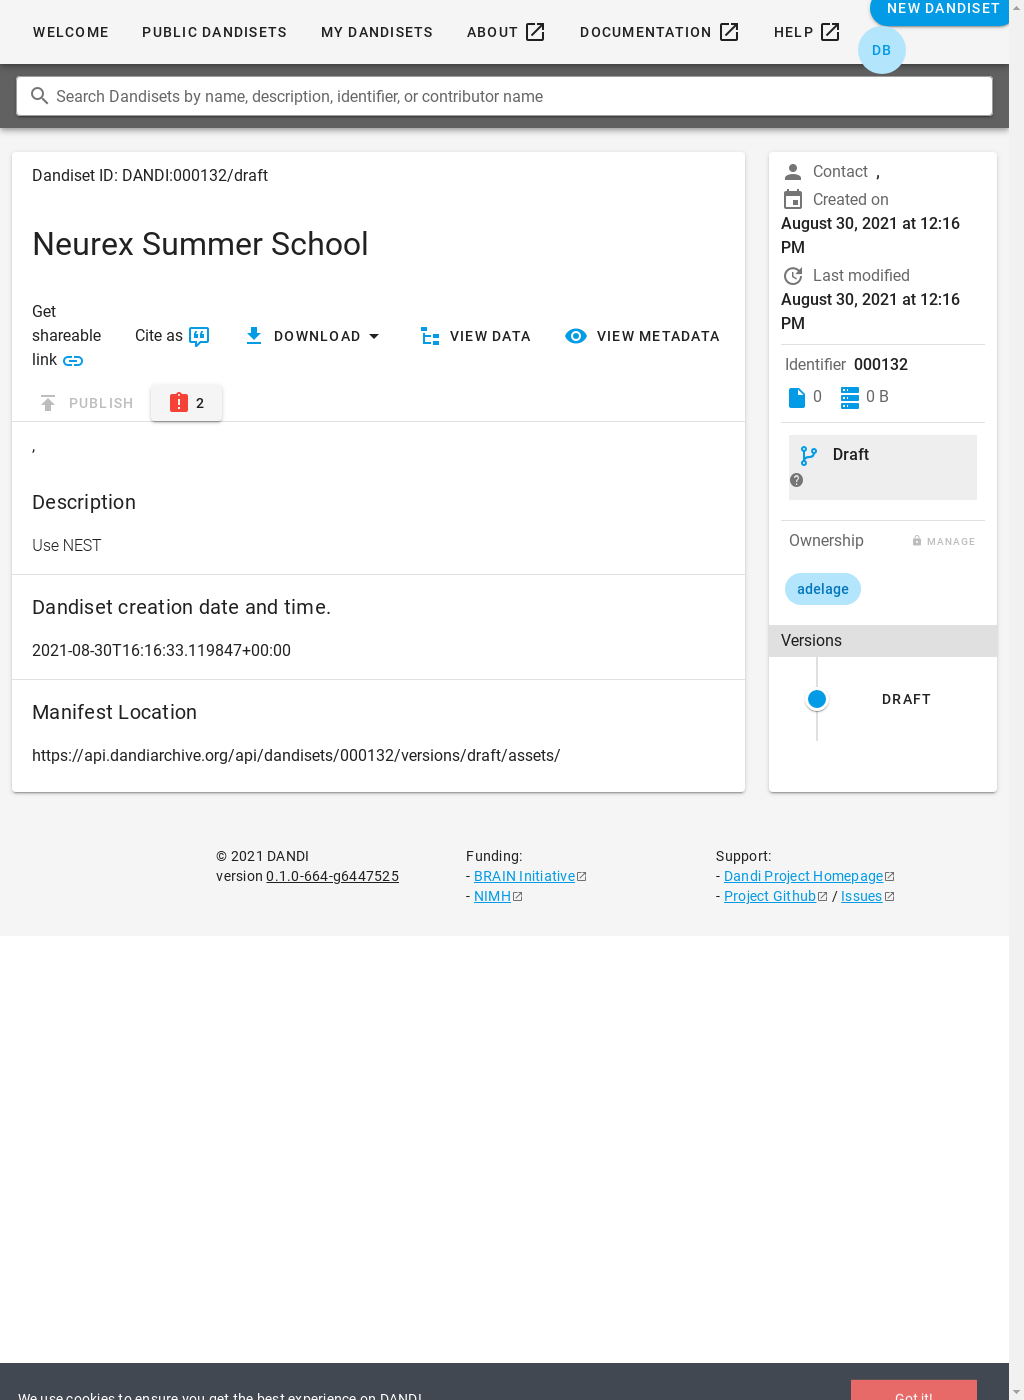 WELCOME
PUBLIC DANDISETS
MY DANDISETS
ABOUT
DOCUMENTATION
HELP
NEW DANDISET
DB
Search Dandisets by name, description, identifier, or contributor name
Dandiset ID: DANDI:000132/draft
Neurex Summer School
Get
shareable
link
Cite as
DOWNLOAD
VIEW DATA
VIEW METADATA
PUBLISH
2
,
Description
Use NEST
Dandiset creation date and time.
2021-08-30T16:16:33.119847+00:00
Manifest Location
https://api.dandiarchive.org/api/dandisets/000132/versions/draft/assets/
Contact ,
Created on
August 30, 2021 at 12:16
PM
Last modified
August 30, 2021 at 12:16
PM
Identifier 000132
0 0 B
Draft
Ownership MANAGE
adelage
Versions
DRAFT
© 2021 DANDI
version 0.1.0-664-g6447525
Funding:
- BRAIN Initiative
- NIMH
Support:
- Dandi Project Homepage
- Project Github / Issues
We use cookies to ensure you get the best experience on DANDI.
Got it!